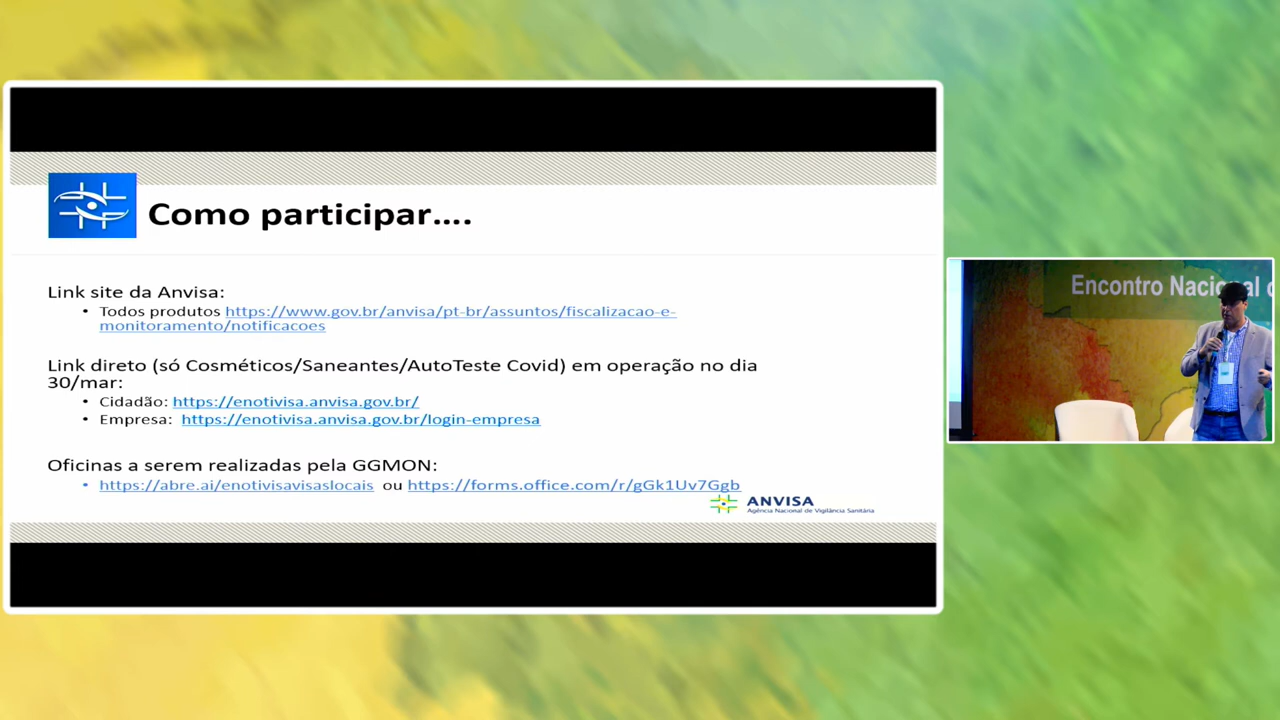 Como participar....
Link site da Anvisa:
• Todos produtos https://www.gov.br/anvisa/pt-br/assuntos/fiscalizacao-e-
monitoramento/notificacoes
Link direto (só Cosméticos/Saneantes/AutoTeste Covid) em operação no dia
30/mar:
• Cidadão: https://enotivisa.anvisa.gov.br/
• Empresa: https://enotivisa.anvisa.gov.br/login-empresa
Oficinas a serem realizadas pela GGMON:
• https://abre.ai/enotivisavisaslocais ou https://forms.office.com/r/gGk1Uv7Ggb
ANVISA
Agência Nacional de Vigilância Sanitária
Encontro Nacional d